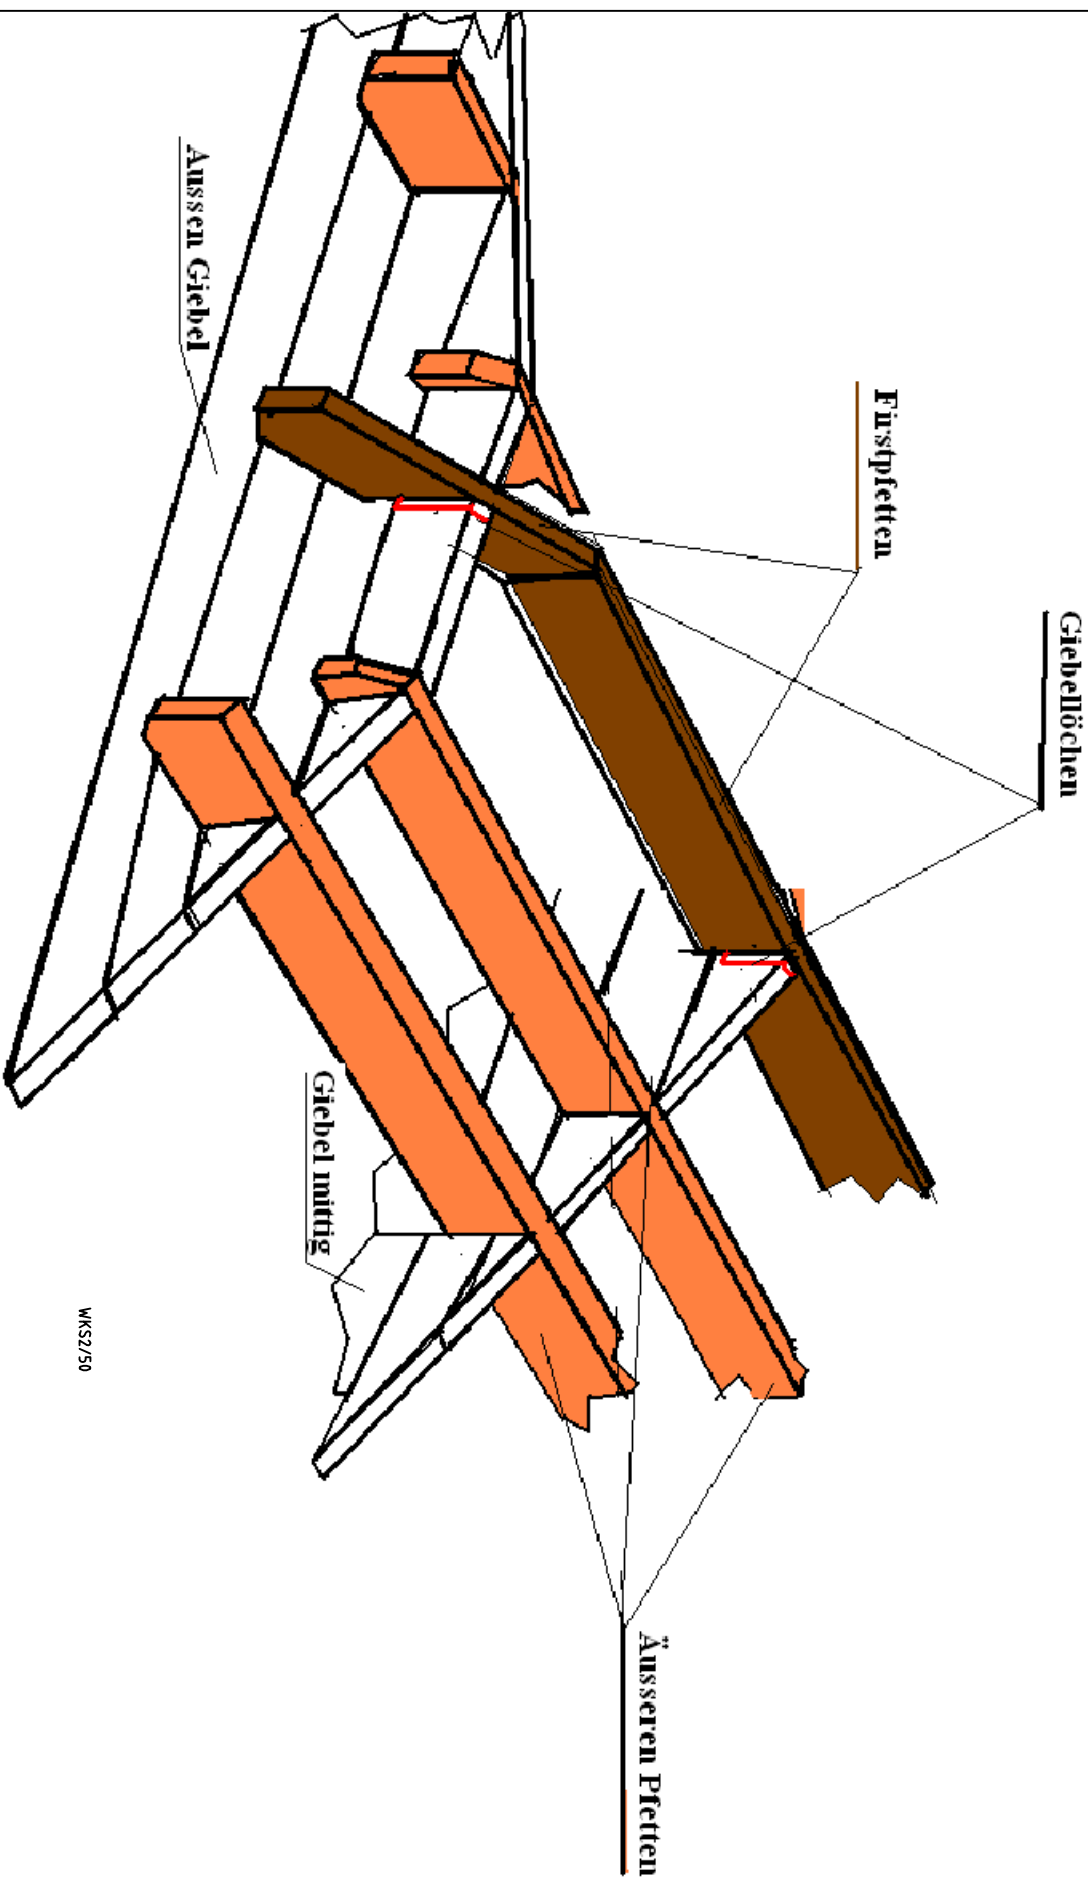 Giebellöchen
Firstpfetten
Äusseren Pfetten
Giebel mittig
Aussen Giebel
WKS2/50